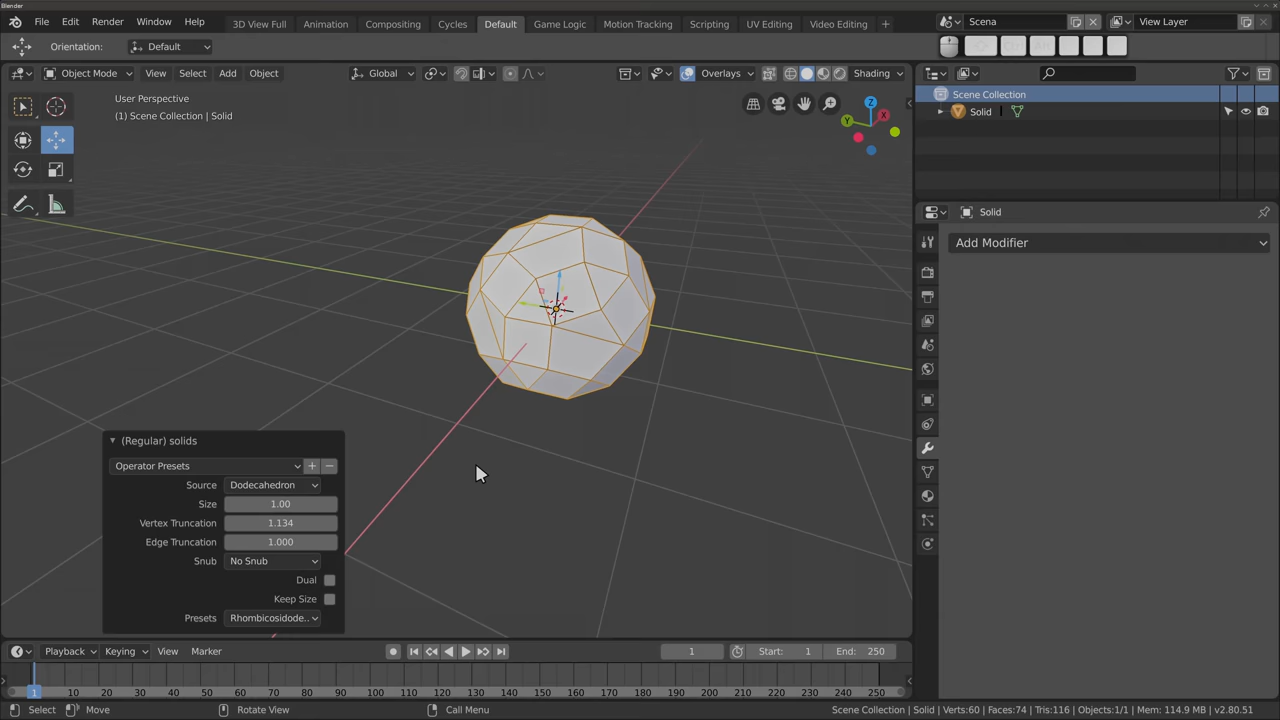 Blender
File Edit Render Window Help
3D View Full Animation Compositing Cycles Default Game Logic Motion Tracking Scripting UV Editing Video Editing +
Scena
View Layer
Orientation: Default
Object Mode View Select Add Object
Global
Overlays
Shading
User Perspective
(1) Scene Collection | Solid
Z
X
Y
Scene Collection
Solid
Solid
Add Modifier
(Regular) solids
Operator Presets
Source Dodecahedron
Size 1.00
Vertex Truncation 1.134
Edge Truncation 1.000
Snub No Snub
Dual
Keep Size
Presets Rhombicosidode..
Playback Keying View Marker
1
Start: 1
End: 250
1 10 20 30 40 50 60 70 80 90 100 110 120 130 140 150 160 170 180 190 200 210 220 230 240 250
Select Move Rotate View Call Menu
Scene Collection | Solid | Verts:60 | Faces:74 | Tris:116 | Objects:1/1 | Mem: 114.9 MB | v2.80.51